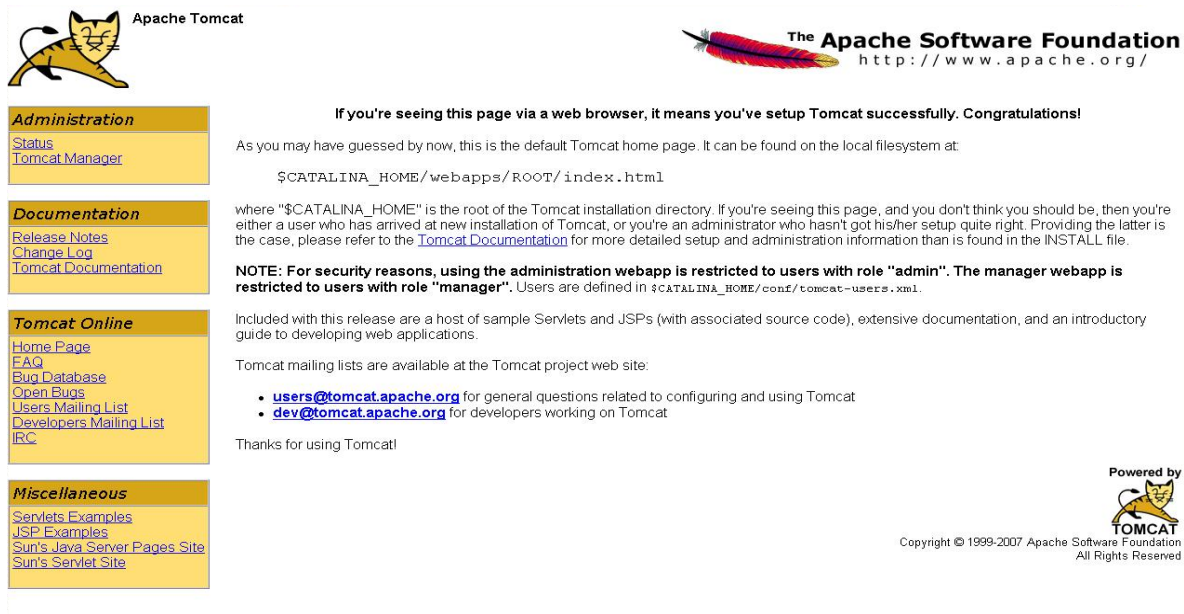 Apache Tomcat
The Apache Software Foundation
http://www.apache.org/
Administration
Status
Tomcat Manager
Documentation
Release Notes
Change Log
Tomcat Documentation
Tomcat Online
Home Page
FAQ
Bug Database
Open Bugs
Users Mailing List
Developers Mailing List
IRC
Miscellaneous
Servlets Examples
JSP Examples
Sun's Java Server Pages Site
Sun's Servlet Site
If you're seeing this page via a web browser, it means you've setup Tomcat successfully. Congratulations!
As you may have guessed by now, this is the default Tomcat home page. It can be found on the local filesystem at:
$CATALINA_HOME/webapps/ROOT/index.html
where "$CATALINA_HOME" is the root of the Tomcat installation directory. If you're seeing this page, and you don't think you should be, then you're
either a user who has arrived at new installation of Tomcat, or you're an administrator who hasn't got his/her setup quite right. Providing the latter is
the case, please refer to the Tomcat Documentation for more detailed setup and administration information than is found in the INSTALL file.
NOTE: For security reasons, using the administration webapp is restricted to users with role "admin". The manager webapp is
restricted to users with role "manager". Users are defined in $CATALINA_HOME/conf/tomcat-users.xml.
Included with this release are a host of sample Servlets and JSPs (with associated source code), extensive documentation, and an introductory
guide to developing web applications.
Tomcat mailing lists are available at the Tomcat project web site:
• users@tomcat.apache.org for general questions related to configuring and using Tomcat
• dev@tomcat.apache.org for developers working on Tomcat
Thanks for using Tomcat!
Powered by
TOMCAT
Copyright © 1999-2007 Apache Software Foundation
All Rights Reserved